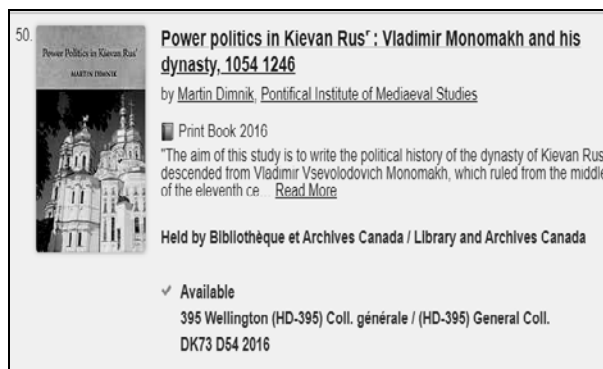 50.
Power Politics in Kievan Rus'
MARTIN DIMNIK
Power politics in Kievan Rusʹ : Vladimir Monomakh and his
dynasty, 1054 1246
by Martin Dimnik, Pontifical Institute of Mediaeval Studies
Print Book 2016
"The aim of this study is to write the political history of the dynasty of Kievan Rus
descended from Vladimir Vsevolodovich Monomakh, which ruled from the middle
of the eleventh ce... Read More
Held by Bibliothèque et Archives Canada / Library and Archives Canada
Available
395 Wellington (HD-395) Coll. générale / (HD-395) General Coll.
DK73 D54 2016